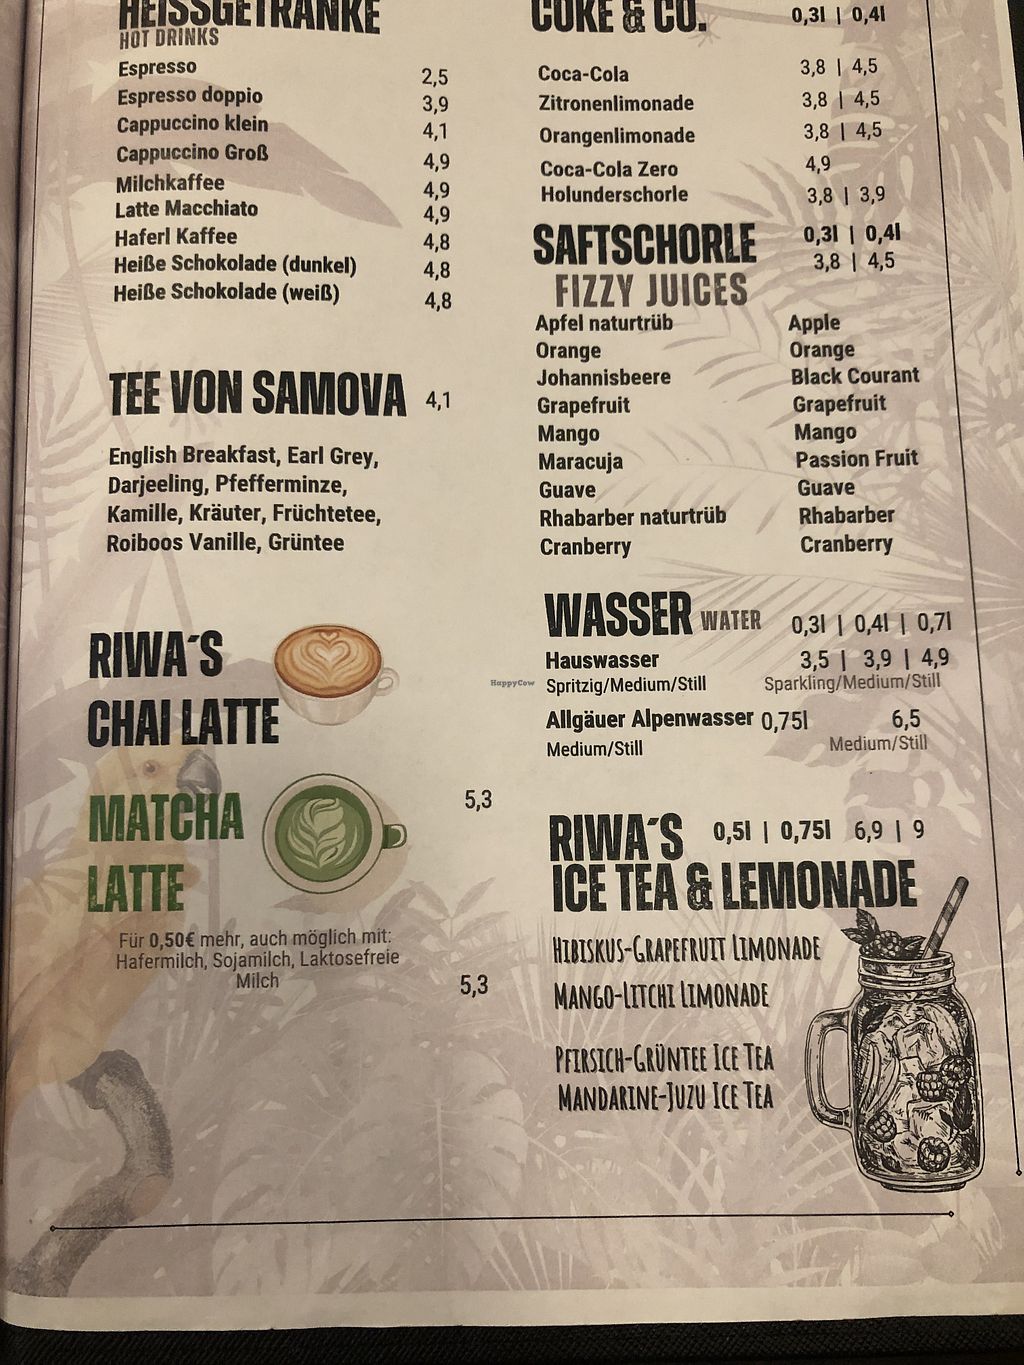 HEISSGETRÄNKE
HOT DRINKS
Espresso 2,5
Espresso doppio 3,9
Cappuccino klein 4,1
Cappuccino Groß 4,9
Milchkaffee 4,9
Latte Macchiato 4,9
Haferl Kaffee 4,8
Heiße Schokolade (dunkel) 4,8
Heiße Schokolade (weiß) 4,8
TEE VON SAMOVA 4,1
English Breakfast, Earl Grey,
Darjeeling, Pfefferminze,
Kamille, Kräuter, Früchtetee,
Roiboos Vanille, Grüntee
RIWA´S
CHAI LATTE
5,3
MATCHA
LATTE
Für 0,50€ mehr, auch möglich mit:
Hafermilch, Sojamilch, Laktosefreie
Milch
5,3
COKE & CO. 0,3l | 0,4l
Coca-Cola 3,8 | 4,5
Zitronenlimonade 3,8 | 4,5
Orangenlimonade 3,8 | 4,5
Coca-Cola Zero 4,9
Holunderschorle 3,8 | 3,9
SAFTSCHORLE 0,3l | 0,4l
3,8 | 4,5
FIZZY JUICES
Apfel naturtrüb Apple
Orange Orange
Johannisbeere Black Courant
Grapefruit Grapefruit
Mango Mango
Maracuja Passion Fruit
Guave Guave
Rhabarber naturtrüb Rhabarber
Cranberry Cranberry
WASSER WATER 0,3l | 0,4l | 0,7l
Hauswasser 3,5 | 3,9 | 4,9
Spritzig/Medium/Still Sparkling/Medium/Still
Allgäuer Alpenwasser 0,75l 6,5
Medium/Still Medium/Still
RIWA´S 0,5l | 0,75l 6,9 | 9
ICE TEA & LEMONADE
HIBISKUS-GRAPEFRUIT LIMONADE
MANGO-LITCHI LIMONADE
PFIRSICH-GRÜNTEE ICE TEA
MANDARINE-JUZU ICE TEA
HappyCow